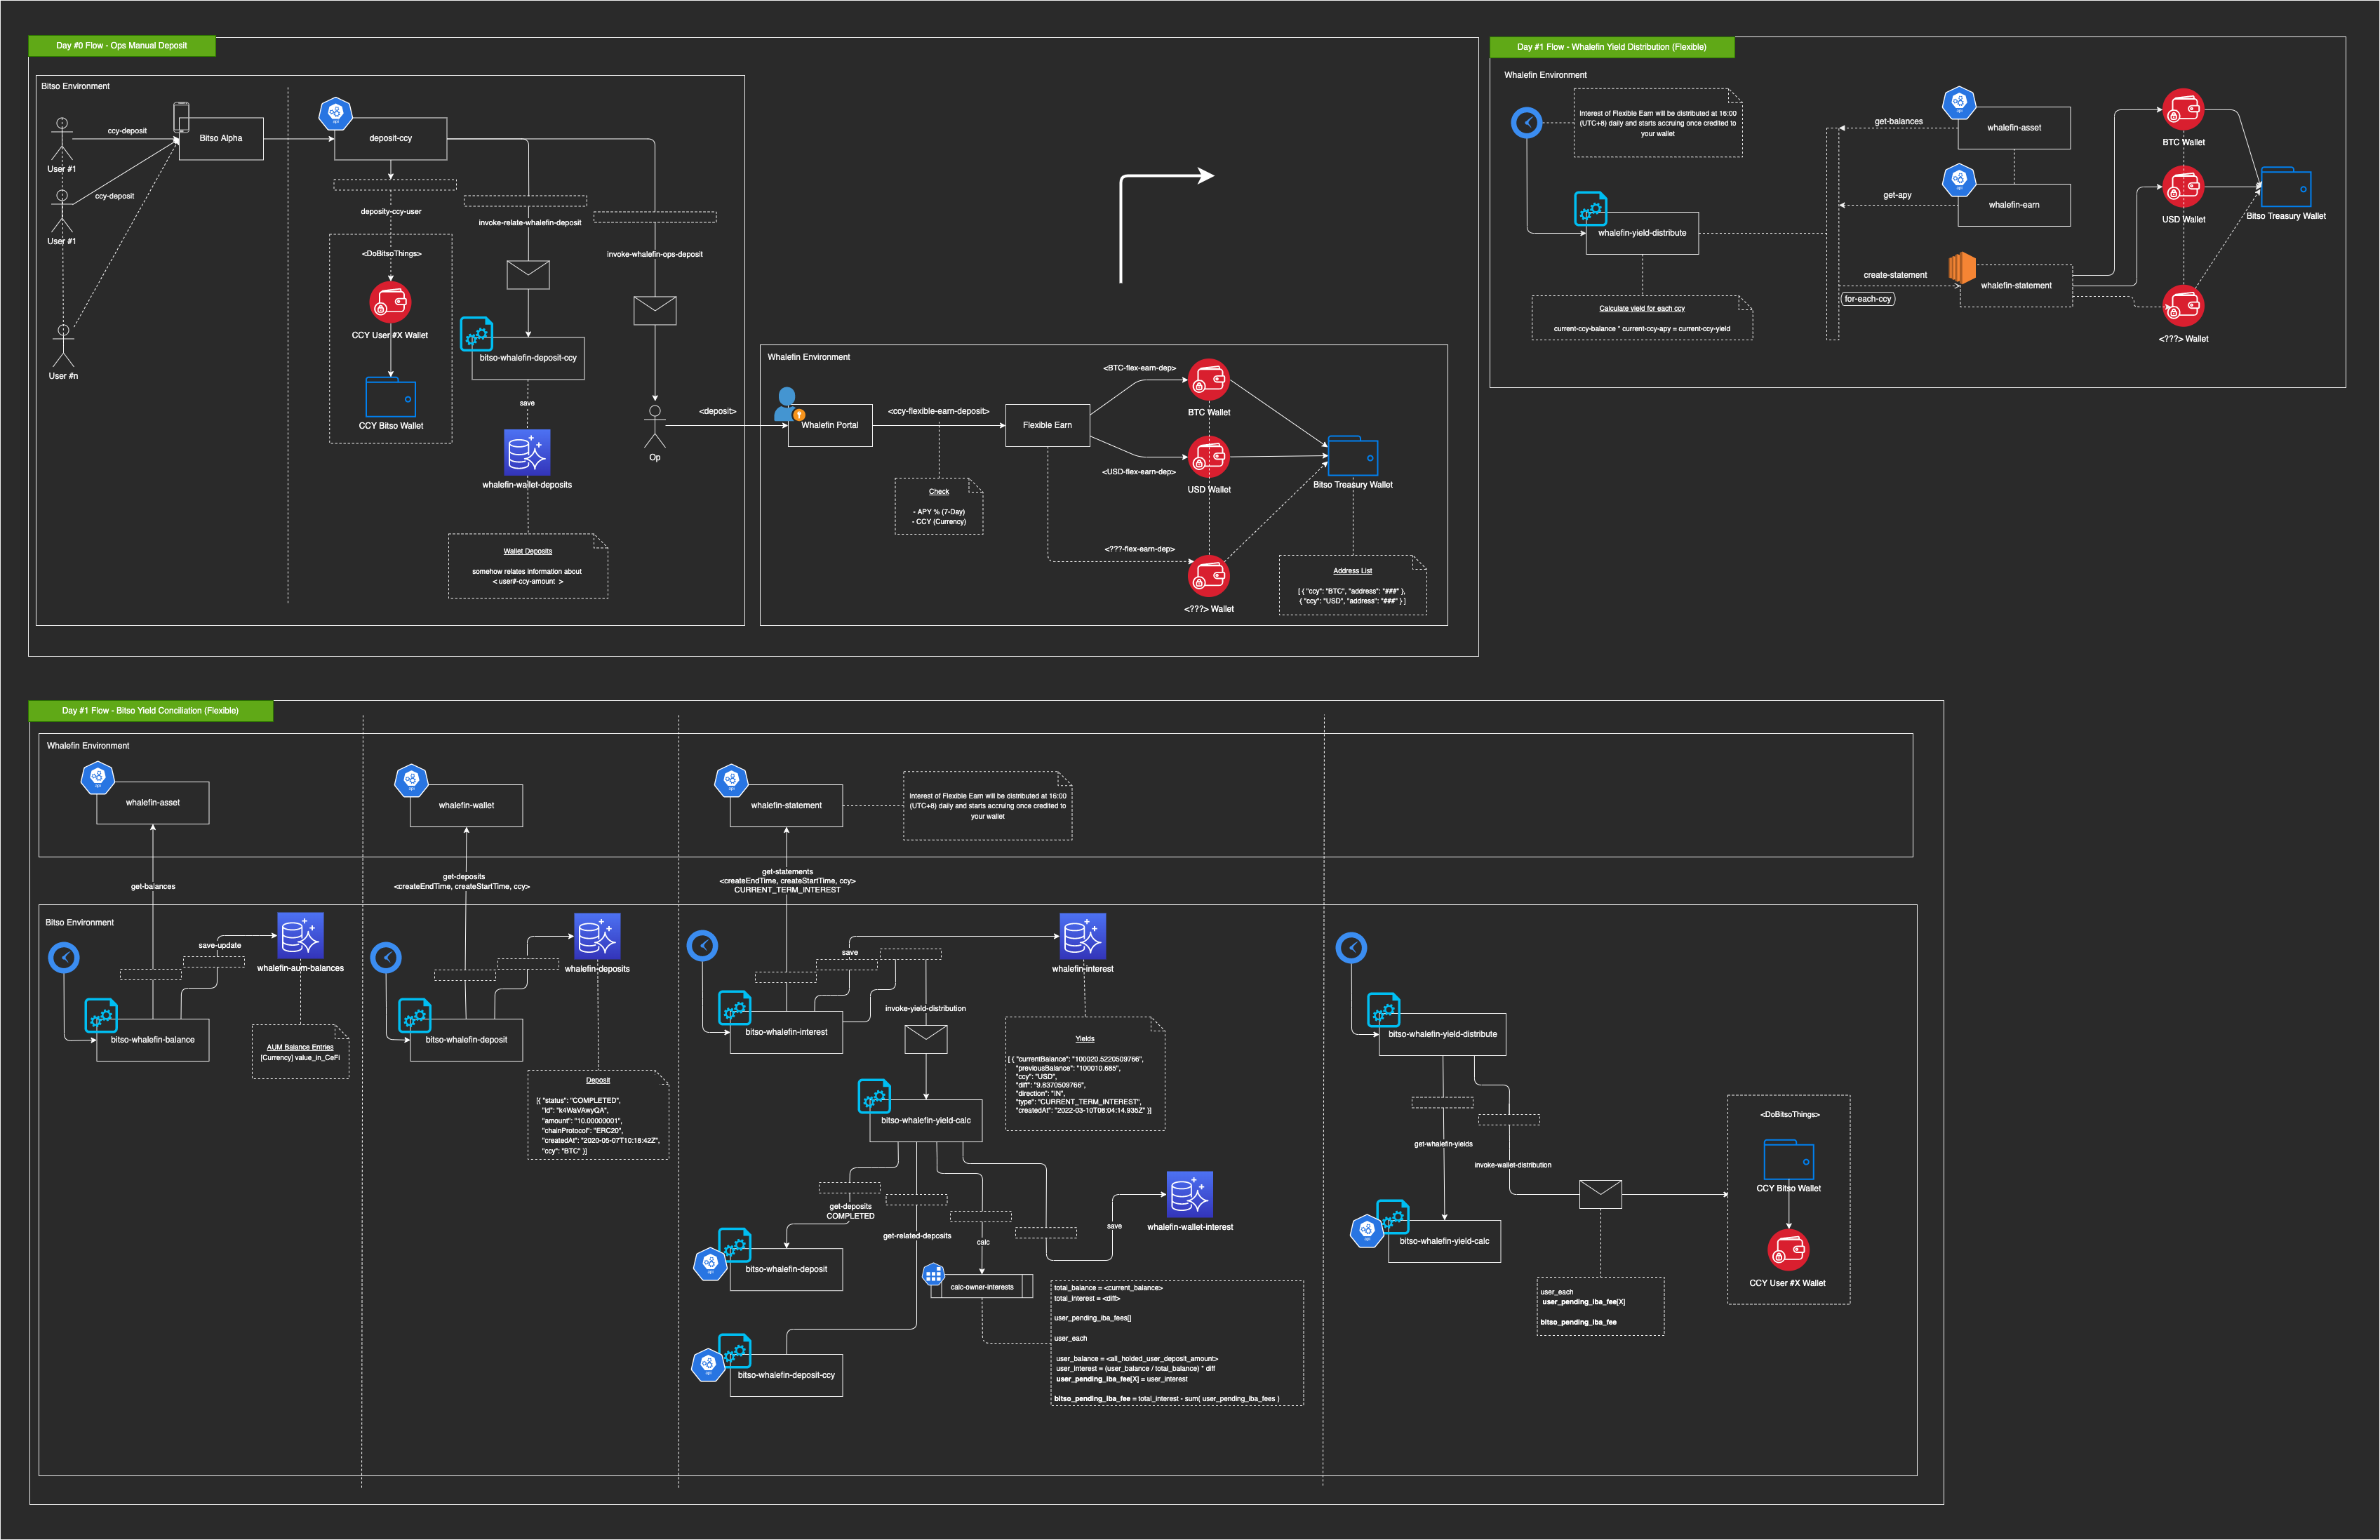 Day #0 Flow - Ops Manual Deposit
Bitso Environment
User #1
User #1
User #n
ccy-deposit
ccy-deposit
Bitso Alpha
deposit-ccy
deposity-ccy-user
<DoBitsoThings>
CCY User #X Wallet
CCY Bitso Wallet
invoke-relate-whalefin-deposit
bitso-whalefin-deposit-ccy
save
whalefin-wallet-deposits
Wallet Deposits
somehow relates information about
< user#-ccy-amount >
invoke-whalefin-ops-deposit
Op
<deposit>
Whalefin Environment
Whalefin Portal
<ccy-flexible-earn-deposit>
Check
- APY % (7-Day)
- CCY (Currency)
Flexible Earn
<BTC-flex-earn-dep>
BTC Wallet
<USD-flex-earn-dep>
USD Wallet
<???-flex-earn-dep>
<???> Wallet
Bitso Treasury Wallet
Address List
[ { "ccy": "BTC", "address": "###" },
{ "ccy": "USD", "address": "###" } ]
Day #1 Flow - Whalefin Yield Distribution (Flexible)
Whalefin Environment
Interest of Flexible Earn will be distributed at 16:00
(UTC+8) daily and starts accruing once credited to
your wallet
whalefin-yield-distribute
Calculate yield for each ccy
current-ccy-balance * current-ccy-apy = current-ccy-yield
get-balances
whalefin-asset
get-apy
whalefin-earn
create-statement
for-each-ccy
whalefin-statement
BTC Wallet
USD Wallet
<???> Wallet
Bitso Treasury Wallet
Day #1 Flow - Bitso Yield Conciliation (Flexible)
Whalefin Environment
ops
whalefin-asset
ops
whalefin-wallet
ops
whalefin-statement
Interest of Flexible Earn will be distributed at 16:00
(UTC+8) daily and starts accruing once credited to
your wallet
get-balances
get-deposits
<createEndTime, createStartTime, ccy>
get-statements
<createEndTime, createStartTime, ccy>
CURRENT_TERM_INTEREST
Bitso Environment
save-update
whalefin-aum-balances
bitso-whalefin-balance
AUM Balance Entries
[Currency] value_in_CeFi
whalefin-deposits
bitso-whalefin-deposit
Deposit
[{ "status": "COMPLETED",
"id": "k4WaVAwyQA",
"amount": "10.00000001",
"chainProtocol": "ERC20",
"createdAt": "2020-05-07T10:18:42Z",
"ccy": "BTC" }]
save
whalefin-interest
bitso-whalefin-interest
invoke-yield-distribution
Yields
[ { "currentBalance": "100020.5220509766",
"previousBalance": "100010.685",
"ccy": "USD",
"diff": "9.8370509766",
"direction": "IN",
"type": "CURRENT_TERM_INTEREST",
"createdAt": "2022-03-10T08:04:14.935Z" }]
bitso-whalefin-yield-calc
get-deposits
COMPLETED
get-related-deposits
calc
save
whalefin-wallet-interest
ops
bitso-whalefin-deposit
calc-owner-interests
ops
bitso-whalefin-deposit-ccy
total_balance = <current_balance>
total_interest = <diff>
user_pending_iba_fees[]
user_each
user_balance = <all_holded_user_deposit_amount>
user_interest = (user_balance / total_balance) * diff
user_pending_iba_fee[X] = user_interest
bitso_pending_iba_fee = total_interest - sum( user_pending_iba_fees )
bitso-whalefin-yield-distribute
get-whalefin-yields
invoke-wallet-distribution
ops
bitso-whalefin-yield-calc
user_each
user_pending_iba_fee[X]
bitso_pending_iba_fee
<DoBitsoThings>
CCY Bitso Wallet
CCY User #X Wallet